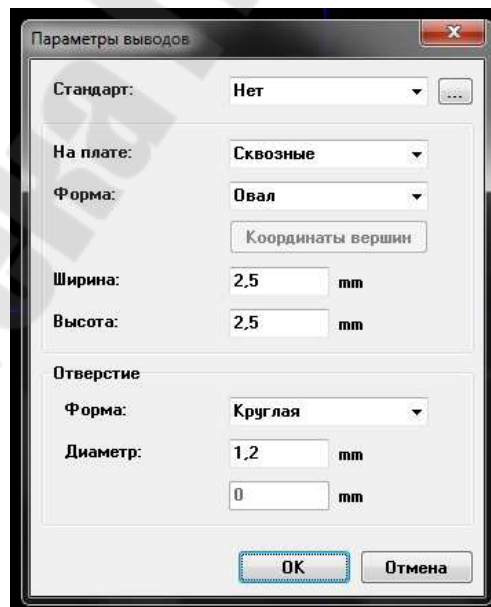 Параметры выводов
Стандарт: Нет ...
На плате: Сквозные
Форма: Овал
Координаты вершин
Ширина: 2,5 mm
Высота: 2,5 mm
Отверстие
Форма: Круглая
Диаметр: 1,2 mm
0 mm
OK Отмена